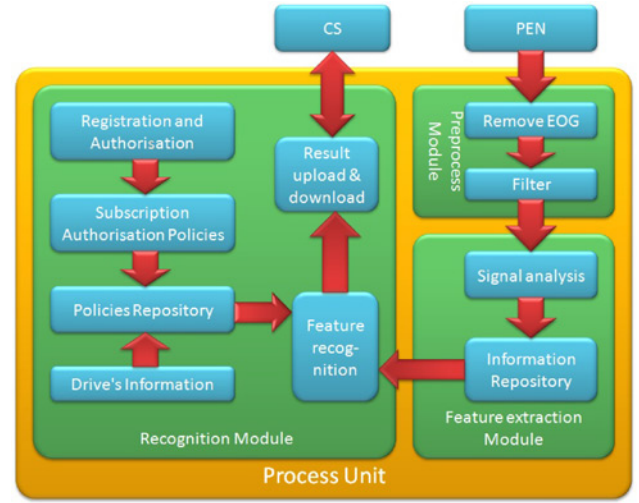 CS
PEN
Registration and
Authorisation
Subscription
Authorisation Policies
Policies Repository
Drive's Information
Result
upload &
download
Feature
recog-
nition
Recognition Module
Preprocess
Module
Remove EOG
Filter
Signal analysis
Information
Repository
Feature extraction
Module
Process Unit